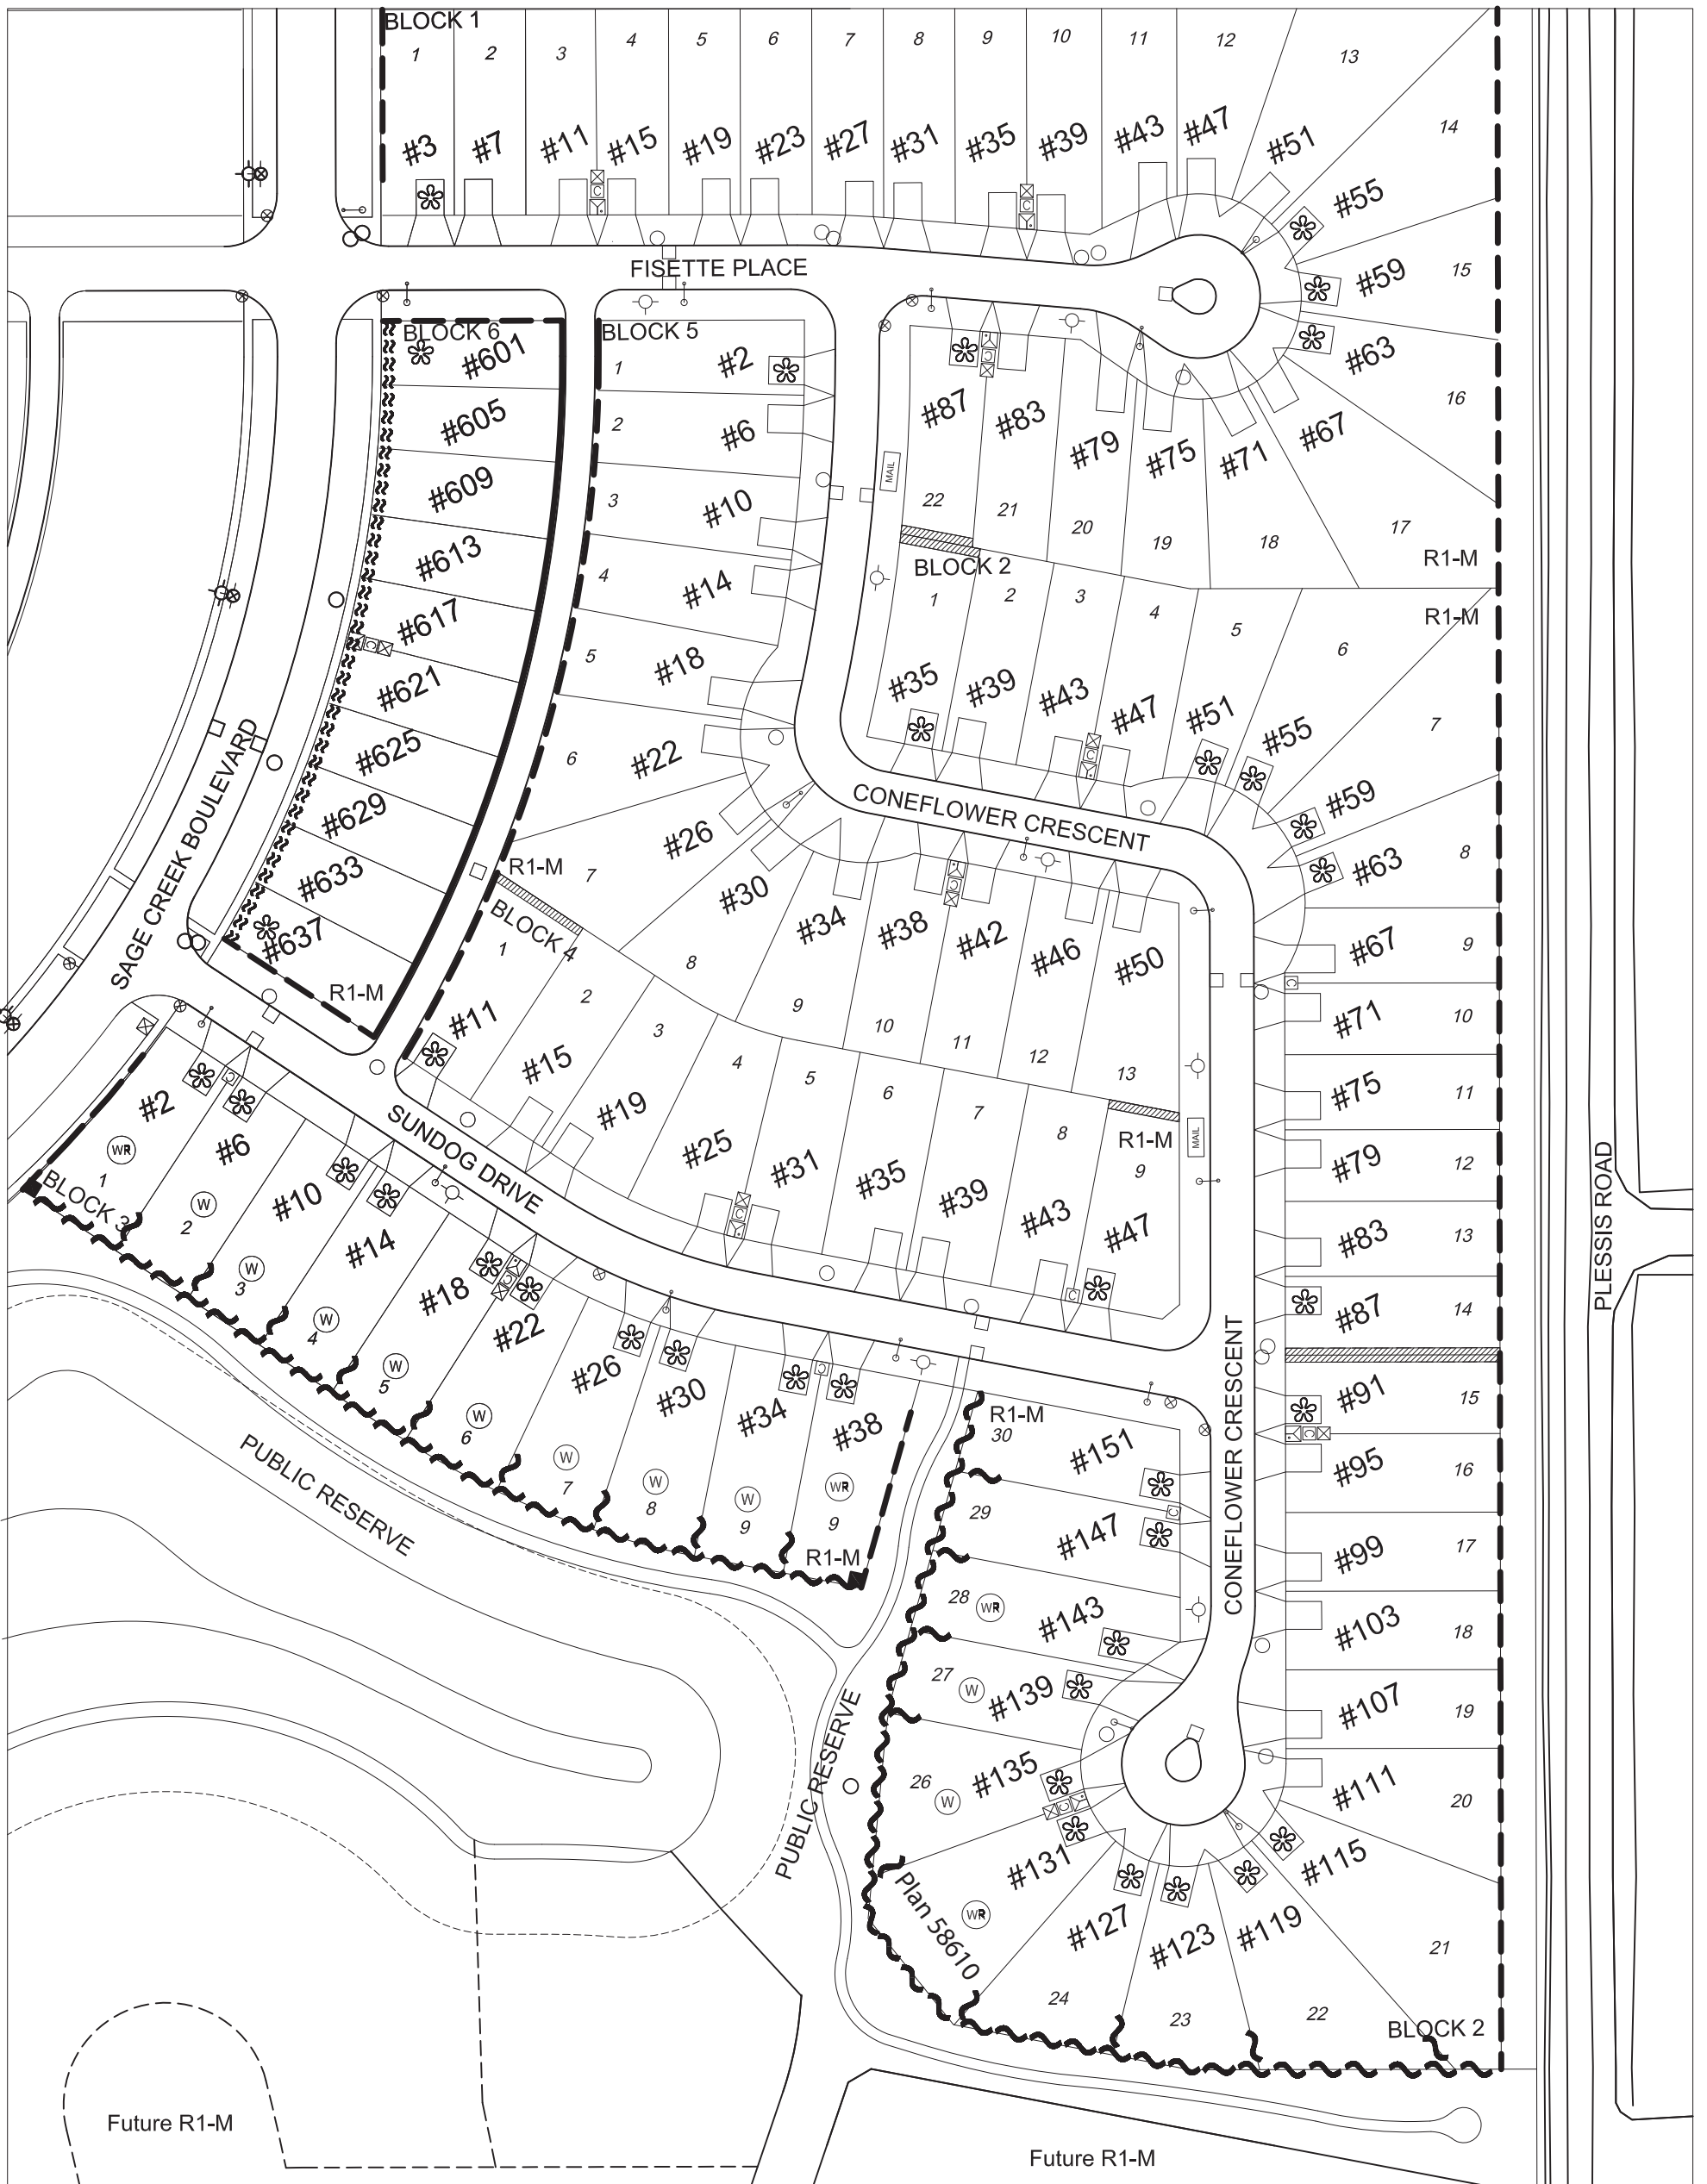 BLOCK 1
1 2 3 4 5 6 7 8 9 10 11 12 13
14
#3 #7 #11 #15 #19 #23 #27 #31 #35 #39 #43 #47 #51
#55
#59 15
#63
16
#67
17
R1-M
C C
FISETTE PLACE
BLOCK 6
#601
#605
#609
#613
#617
C
#621
#625
#629
#633
#637
R1-M
SAGE CREEK BOULEVARD
BLOCK 5
1 #2
2 #6
3 #10
4 #14
5 #18
6 #22
#26
7
R1-M
#30
8
#34
9
#38
10
C
#42
11
#46
12
#50
13
MAIL
#87 #83 #79 #75 #71
C
22 21 20 19 18
BLOCK 2
R1-M
1 2 3 4 5 6
7
#35 #39 #43 #47 #51 #55
C
#59
#63 8
CONEFLOWER CRESCENT
#67 9
C
#71 10
#75 11
#79 12
#83 13
#87 14
#91 15
C
#95 16
#99 17
#103 18
#107 19
#111 20
#115
21
#119
22
#123
23
#127
24
BLOCK 2
BLOCK 4
1 2 3 4 5 6 7 8 9
R1-M
MAIL
#11 #15 #19 #25 #31 #35 #39 #43 #47
C C
SUNDOG DRIVE
BLOCK 3
#2 #6 #10 #14 #18 #22 #26 #30 #34 #38
C C C
WR W W W W W W W W WR
1 2 3 4 5 6 7 8 9 9
R1-M
PUBLIC RESERVE
CONEFLOWER CRESCENT
R1-M
30
#151
29
C
#147
28 WR
#143
27 W #139
26 W #135
C
#131
WR
Plan 58610
PUBLIC RESERVE
PLESSIS ROAD
Future R1-M
Future R1-M